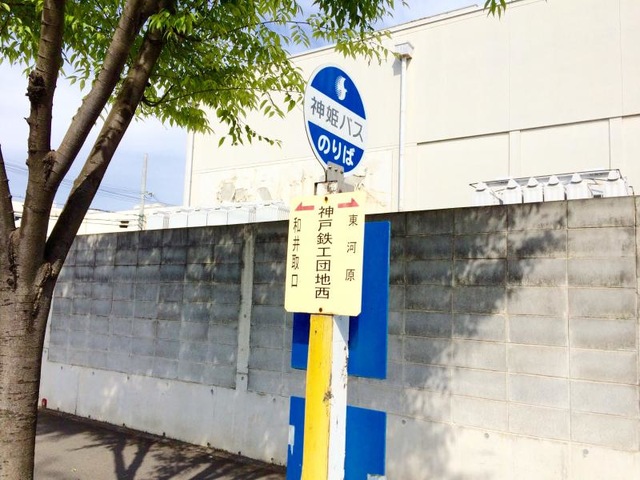 神姫バス
のりば
和井取口
神戸鉄工団地西
東河原